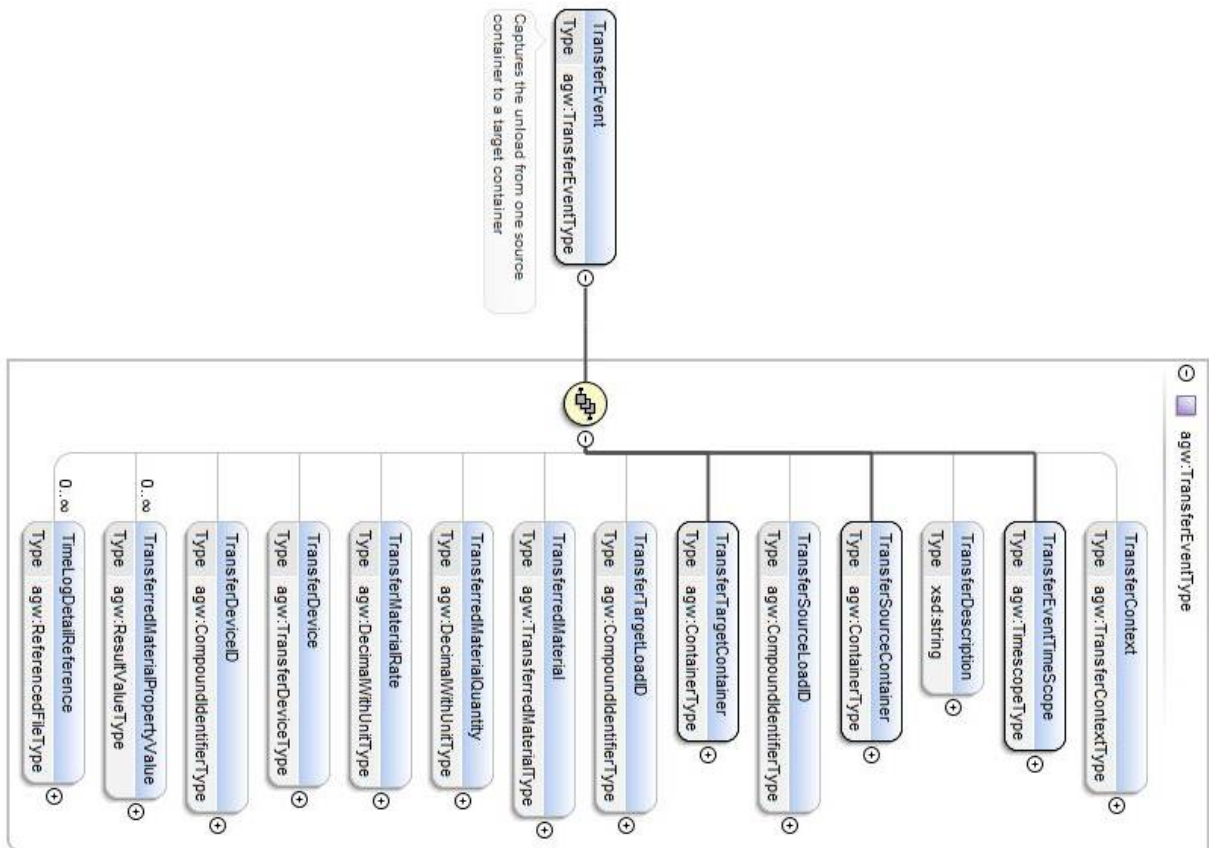 TransferEvent
Type agw:TransferEventType
Captures the unload from one source
container to a target container
agw:TransferEventType
TransferContext
Type agw:TransferContextType
TransferEventTimeScope
Type agw:TimescopeType
TransferDescription
Type xsd:string
TransferSourceContainer
Type agw:ContainerType
TransferSourceLoadID
Type agw:CompoundIdentifierType
TransferTargetContainer
Type agw:ContainerType
TransferTargetLoadID
Type agw:CompoundIdentifierType
TransferredMaterial
Type agw:TransferredMaterialType
TransferredMaterialQuantity
Type agw:DecimalWithUnitType
TransferMaterialRate
Type agw:DecimalWithUnitType
TransferDevice
Type agw:TransferDeviceType
TransferDeviceID
Type agw:CompoundIdentifierType
0..∞
TransferredMaterialPropertyValue
Type agw:ResultValueType
0..∞
TimeLogDetailReference
Type agw:ReferencedFileType